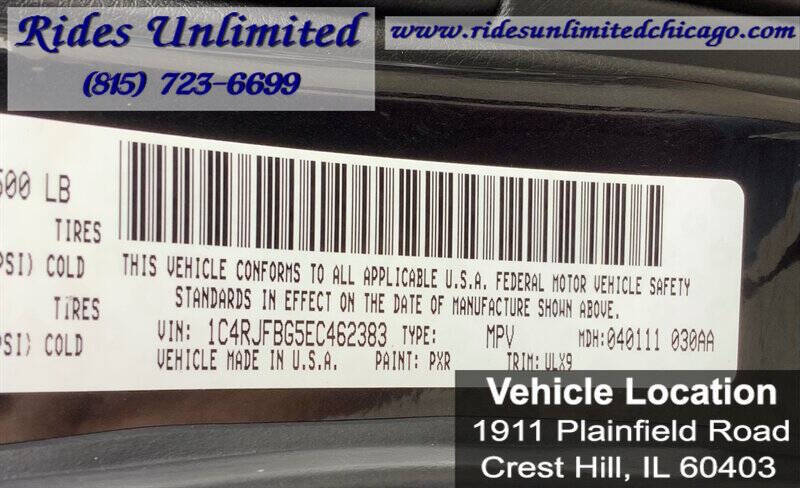 Rides Unlimited
(815) 723-6699
www.ridesunlimitedchicago.com
500 LB
TIRES
PSI) COLD
TIRES
PSI) COLD
THIS VEHICLE CONFORMS TO ALL APPLICABLE U.S.A. FEDERAL MOTOR VEHICLE SAFETY
STANDARDS IN EFFECT ON THE DATE OF MANUFACTURE SHOWN ABOVE.
VIN: 1C4RJFBG5EC462383 TYPE: MPV MDH:040111 030AA
VEHICLE MADE IN U.S.A. PAINT: PXR TRIM: VLX9
Vehicle Location
1911 Plainfield Road
Crest Hill, IL 60403